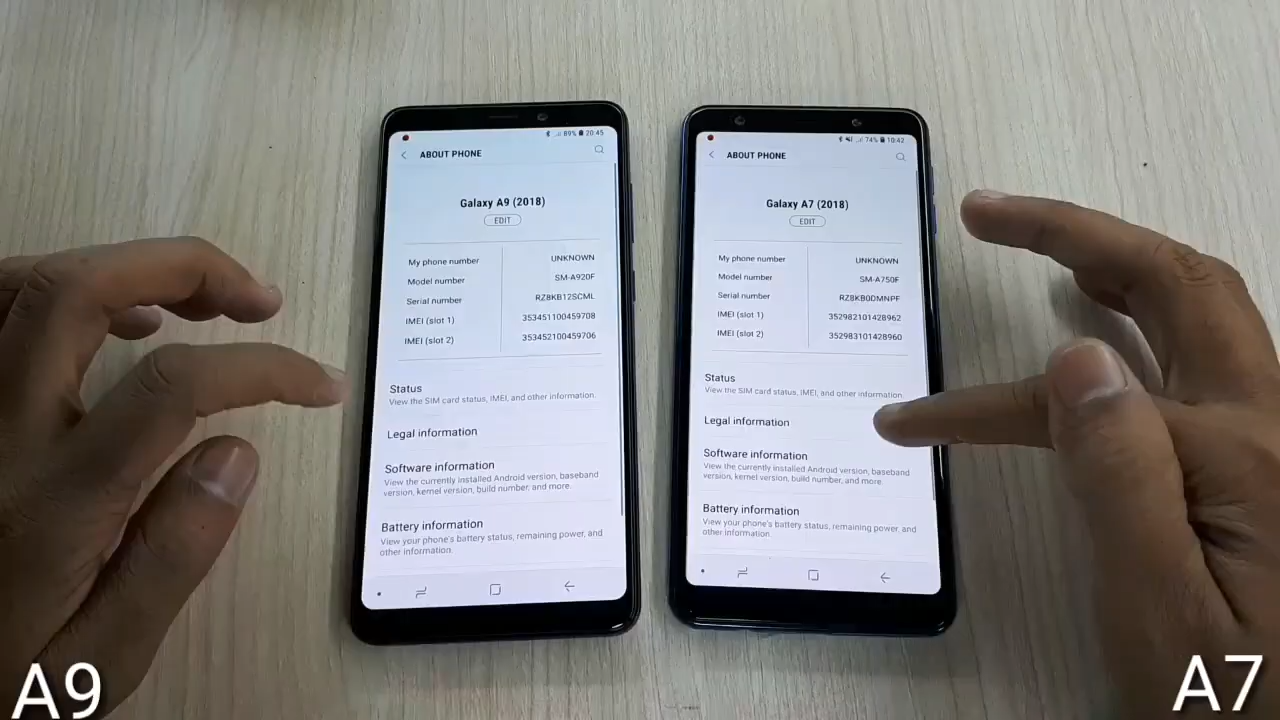 89% 20:45
ABOUT PHONE
Galaxy A9 (2018)
EDIT
My phone number UNKNOWN
Model number SM-A920F
Serial number RZ8KB12SCML
IMEI (slot 1) 353451100459708
IMEI (slot 2) 353452100459706
Status
View the SIM card status, IMEI, and other information.
Legal information
Software information
View the currently installed Android version, baseband
version, kernel version, build number, and more.
Battery information
View your phone's battery status, remaining power, and
other information.
74% 10:42
ABOUT PHONE
Galaxy A7 (2018)
EDIT
My phone number UNKNOWN
Model number SM-A750F
Serial number RZ8KB0DMNPF
IMEI (slot 1) 352982101428962
IMEI (slot 2) 352983101428960
Status
View the SIM card status, IMEI, and other information.
Legal information
Software information
View the currently installed Android version, baseband
version, kernel version, build number, and more.
Battery information
View your phone's battery status, remaining power, and
other information.
A9
A7